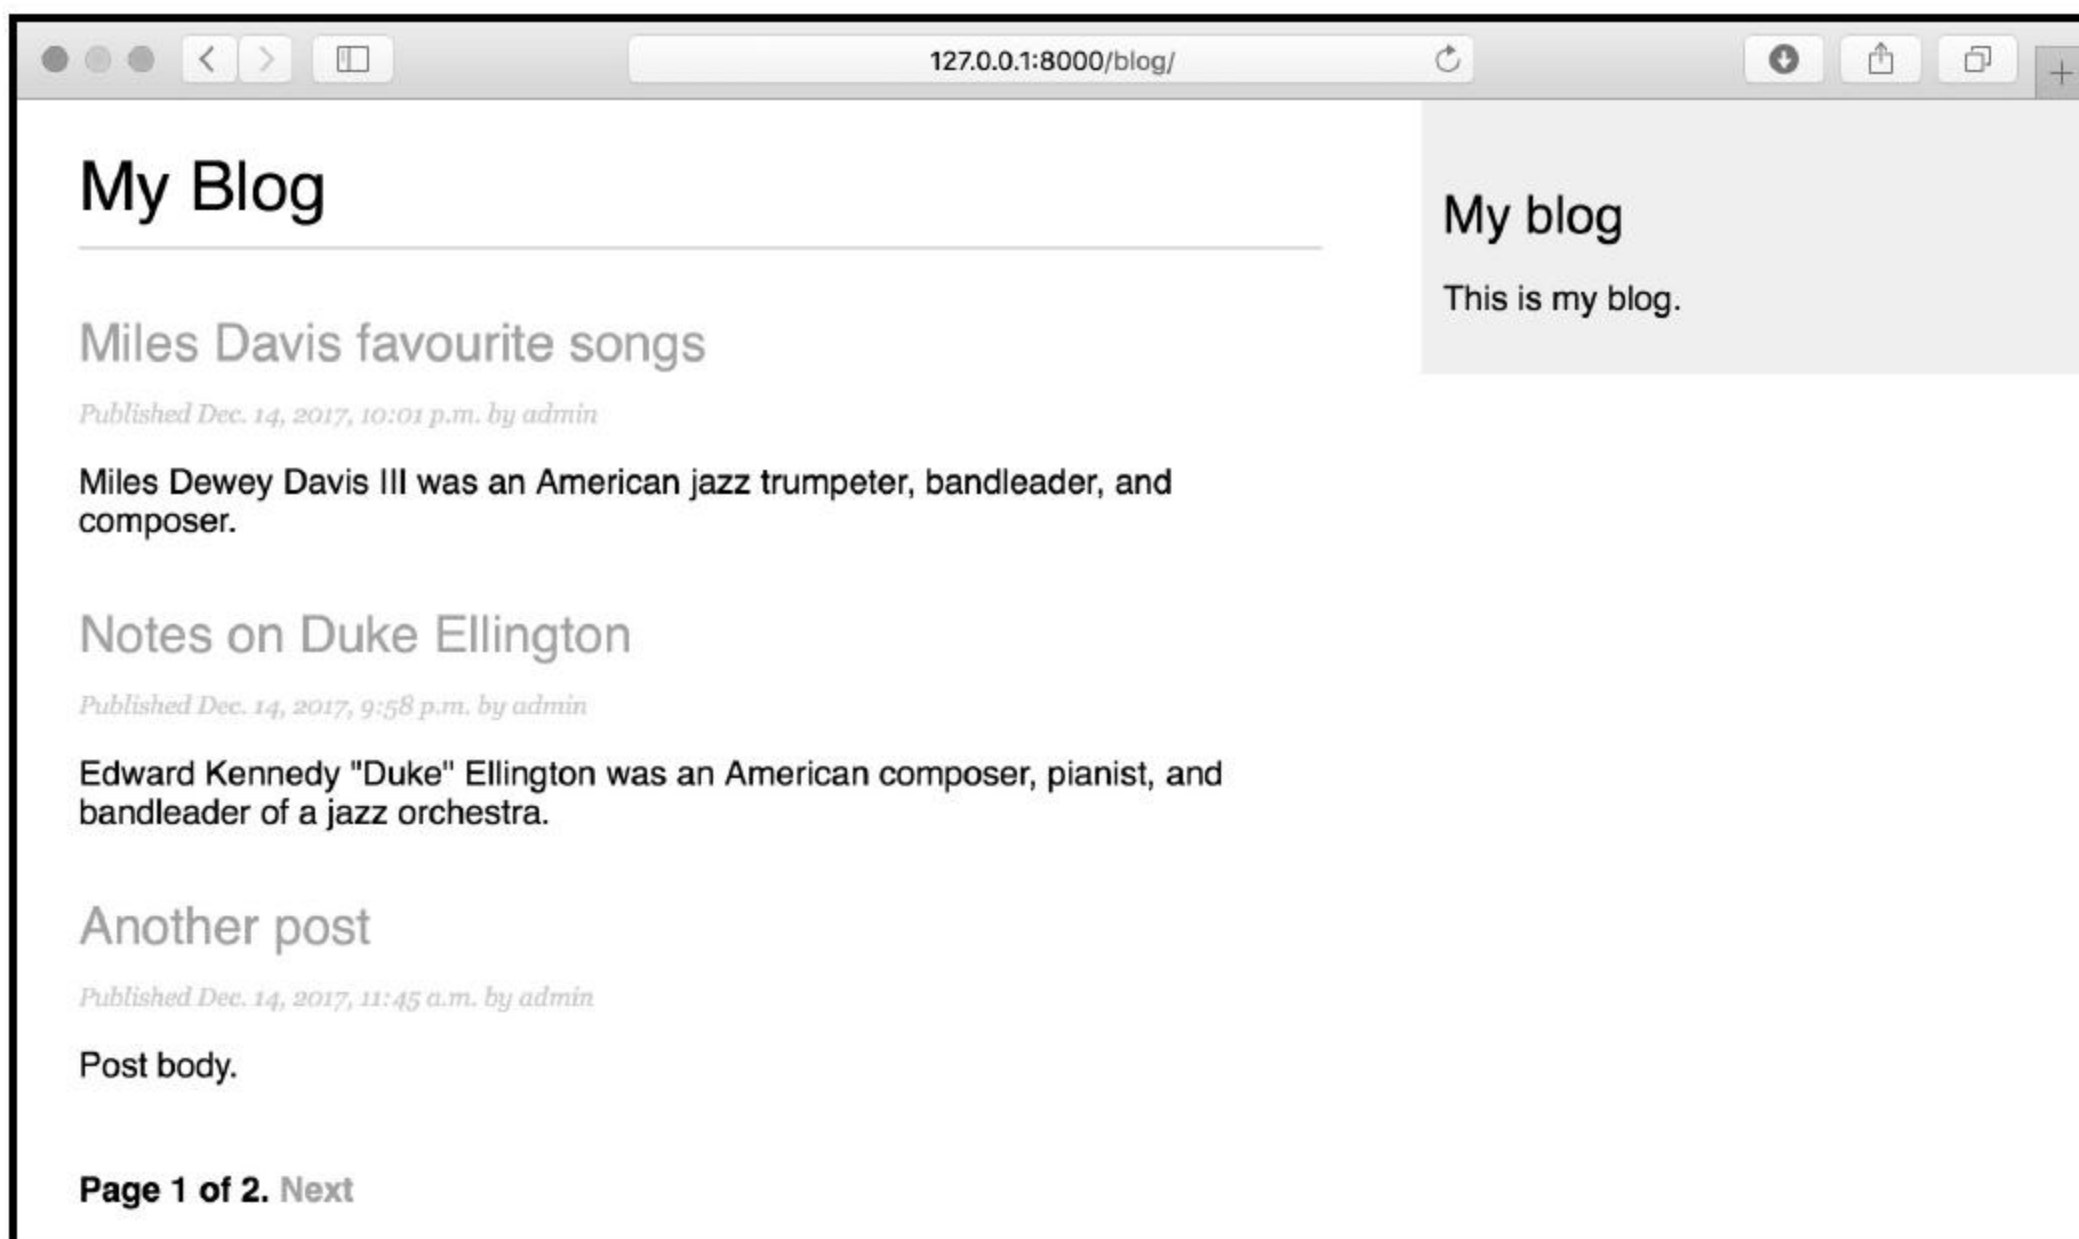 127.0.0.1:8000/blog/
My Blog
Miles Davis favourite songs
Published Dec. 14, 2017, 10:01 p.m. by admin
Miles Dewey Davis III was an American jazz trumpeter, bandleader, and
composer.
Notes on Duke Ellington
Published Dec. 14, 2017, 9:58 p.m. by admin
Edward Kennedy "Duke" Ellington was an American composer, pianist, and
bandleader of a jazz orchestra.
Another post
Published Dec. 14, 2017, 11:45 a.m. by admin
Post body.
Page 1 of 2. Next
My blog
This is my blog.